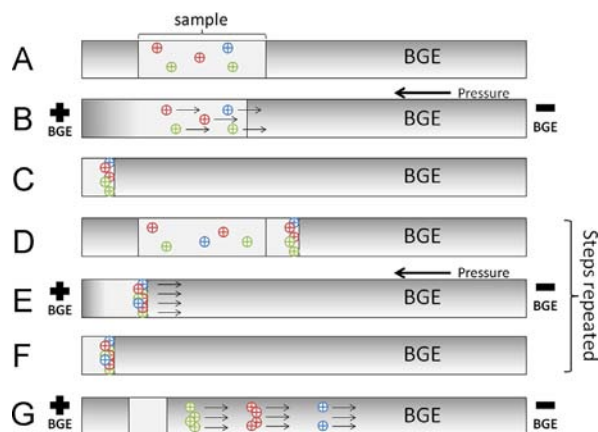 sample
A BGE
Pressure
B + BGE BGE − BGE
C BGE
D BGE
Pressure
E + BGE BGE − BGE
F BGE
G + BGE BGE − BGE
Steps repeated